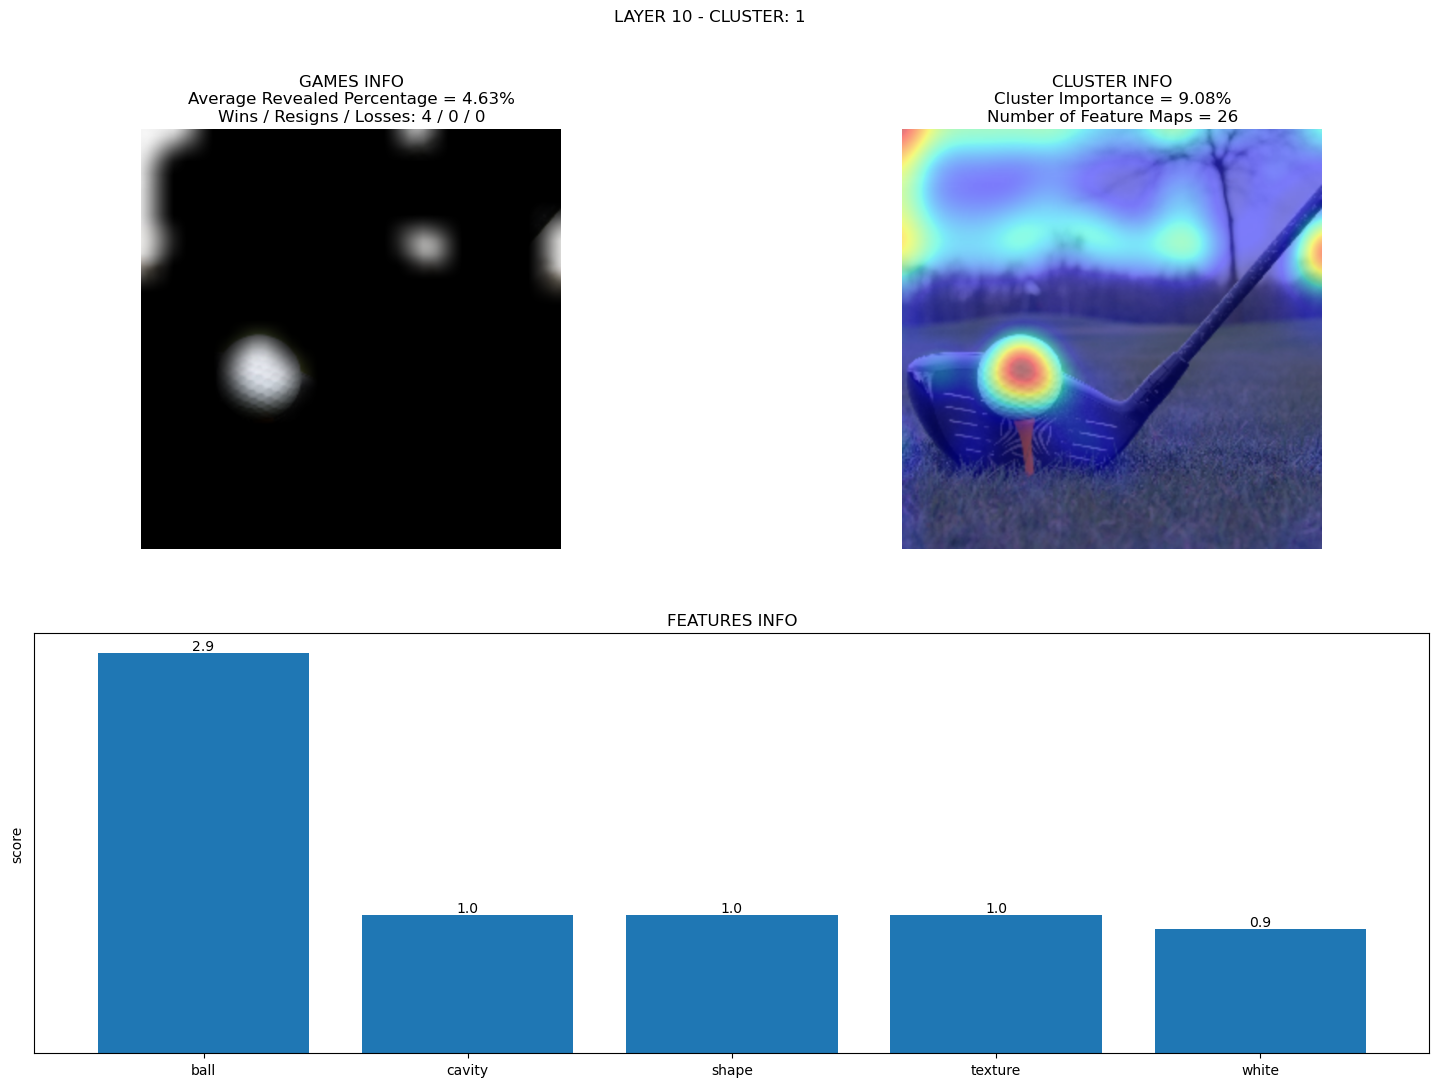 LAYER 10 - CLUSTER: 1
GAMES INFO
Average Revealed Percentage = 4.63%
Wins / Resigns / Losses: 4 / 0 / 0
CLUSTER INFO
Cluster Importance = 9.08%
Number of Feature Maps = 26
FEATURES INFO
score
2.9
1.0
1.0
1.0
0.9
ball
cavity
shape
texture
white